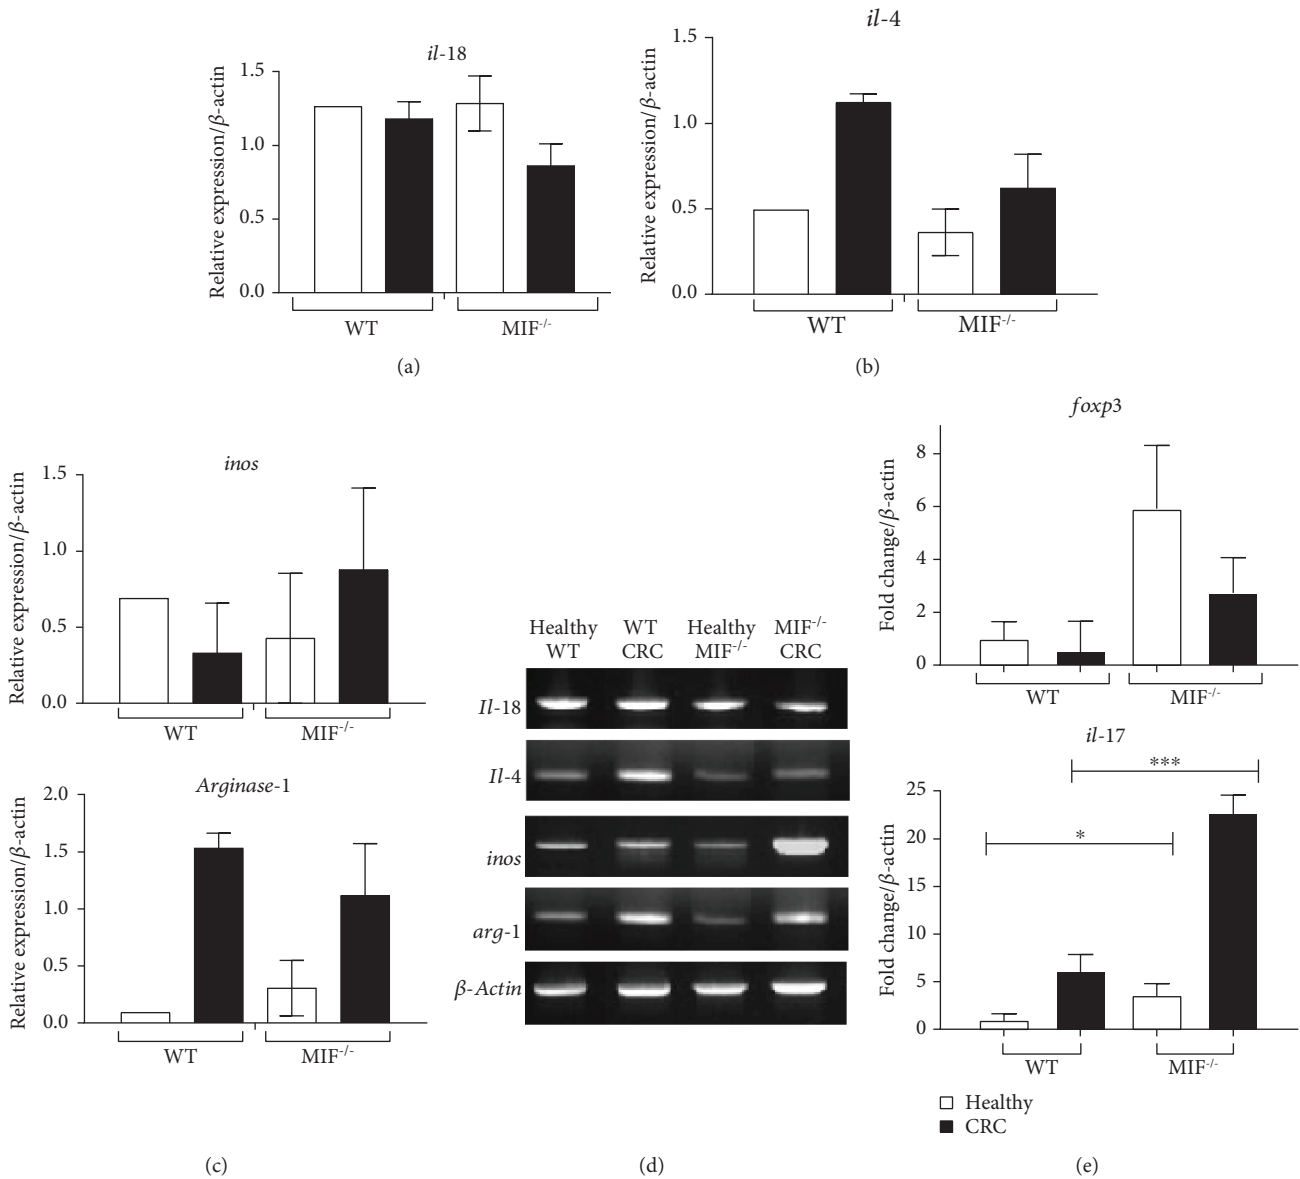 il-18
Relative expression/β-actin
1.5
1.0
0.5
0.0
WT
MIF-/-
(a)
il-4
Relative expression/β-actin
1.5
1.0
0.5
0.0
WT
MIF-/-
(b)
inos
Relative expression/β-actin
1.5
1.0
0.5
0.0
WT
MIF-/-
Arginase-1
Relative expression/β-actin
2.0
1.5
1.0
0.5
0.0
WT
MIF-/-
(c)
Healthy WT
WT CRC
Healthy MIF-/-
MIF-/- CRC
Il-18
Il-4
inos
arg-1
β-Actin
(d)
foxp3
Fold change/β-actin
8
6
4
2
0
WT
MIF-/-
il-17
Fold change/β-actin
25
20
15
10
5
0
***
*
WT
MIF-/-
Healthy
CRC
(e)